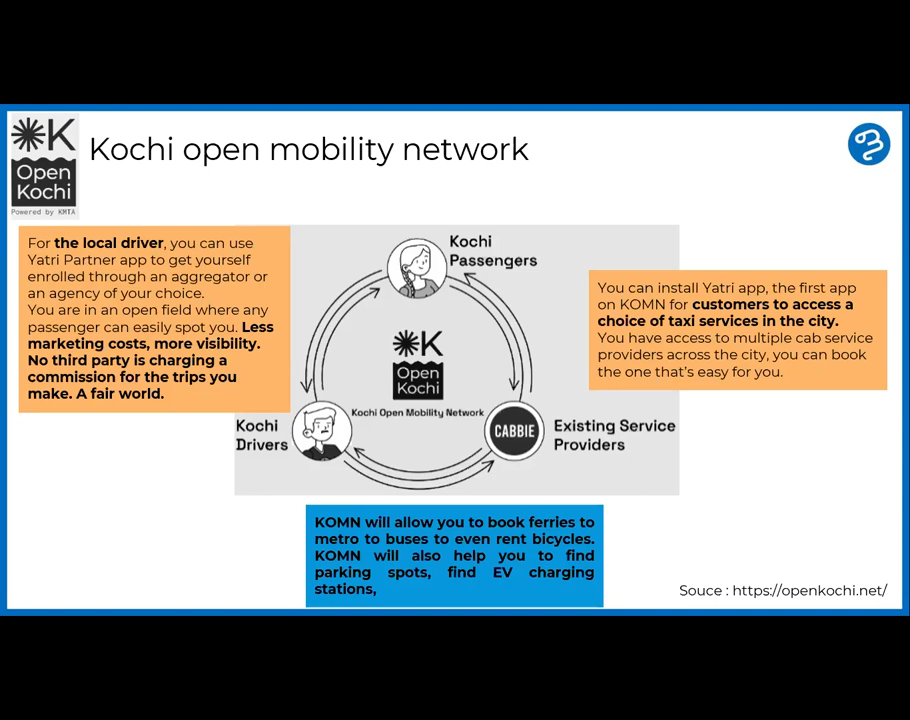 OK
Open
Kochi
Powered by KMTA
Kochi open mobility network
For the local driver, you can use
Yatri Partner app to get yourself
enrolled through an aggregator or
an agency of your choice.
You are in an open field where any
passenger can easily spot you. Less
marketing costs, more visibility.
No third party is charging a
commission for the trips you
make. A fair world.
Kochi
Passengers
OK
Open
Kochi
Kochi Open Mobility Network
Kochi
Drivers
CABBIE
Existing Service
Providers
You can install Yatri app, the first app
on KOMN for customers to access a
choice of taxi services in the city.
You have access to multiple cab service
providers across the city, you can book
the one that's easy for you.
KOMN will allow you to book ferries to
metro to buses to even rent bicycles.
KOMN will also help you to find
parking spots, find EV charging
stations,
Souce : https://openkochi.net/